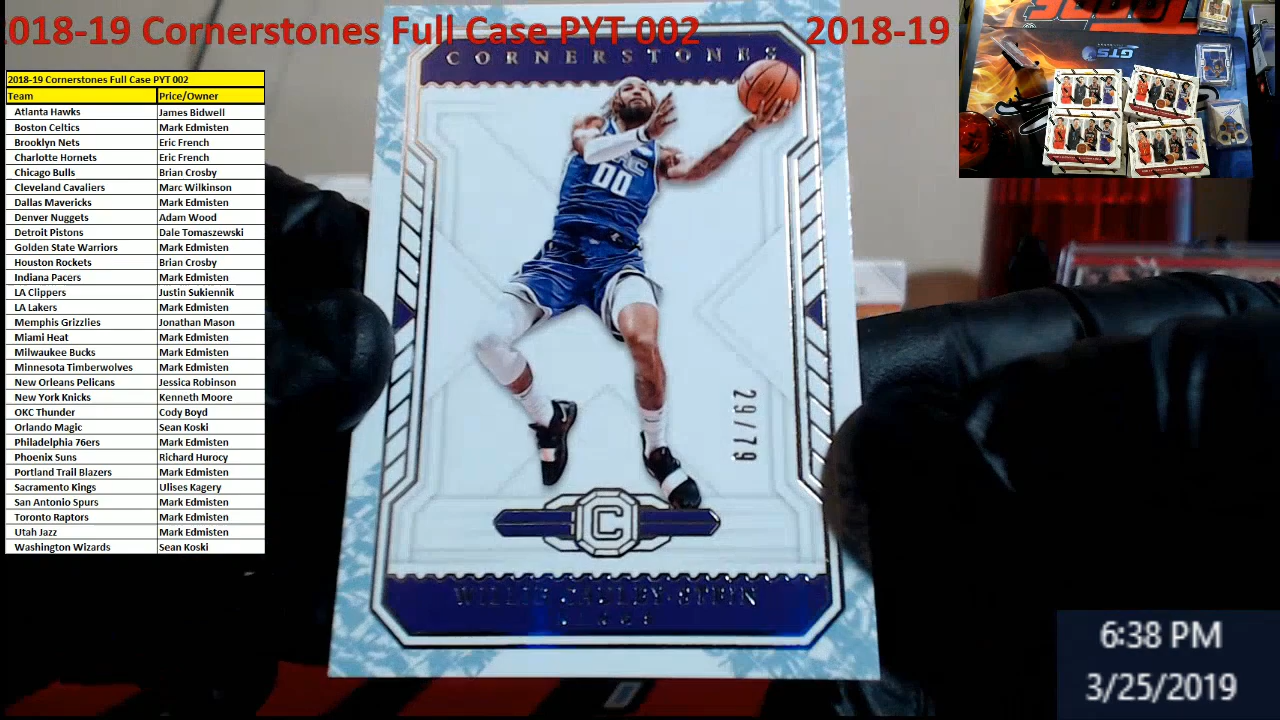 2018-19 Cornerstones Full Case PYT 002
2018-19
2018-19 Cornerstones Full Case PYT 002
Team Price/Owner
Atlanta Hawks James Bidwell
Boston Celtics Mark Edmisten
Brooklyn Nets Eric French
Charlotte Hornets Eric French
Chicago Bulls Brian Crosby
Cleveland Cavaliers Marc Wilkinson
Dallas Mavericks Mark Edmisten
Denver Nuggets Adam Wood
Detroit Pistons Dale Tomaszewski
Golden State Warriors Mark Edmisten
Houston Rockets Brian Crosby
Indiana Pacers Mark Edmisten
LA Clippers Justin Sukiennik
LA Lakers Mark Edmisten
Memphis Grizzlies Jonathan Mason
Miami Heat Mark Edmisten
Milwaukee Bucks Mark Edmisten
Minnesota Timberwolves Mark Edmisten
New Orleans Pelicans Jessica Robinson
New York Knicks Kenneth Moore
OKC Thunder Cody Boyd
Orlando Magic Sean Koski
Philadelphia 76ers Mark Edmisten
Phoenix Suns Richard Hurocy
Portland Trail Blazers Mark Edmisten
Sacramento Kings Ulises Kagery
San Antonio Spurs Mark Edmisten
Toronto Raptors Mark Edmisten
Utah Jazz Mark Edmisten
Washington Wizards Sean Koski
CORNERSTONES
SAC
00
29/79
C
WILLIE CAULEY-STEIN
GTS
6:38 PM
3/25/2019